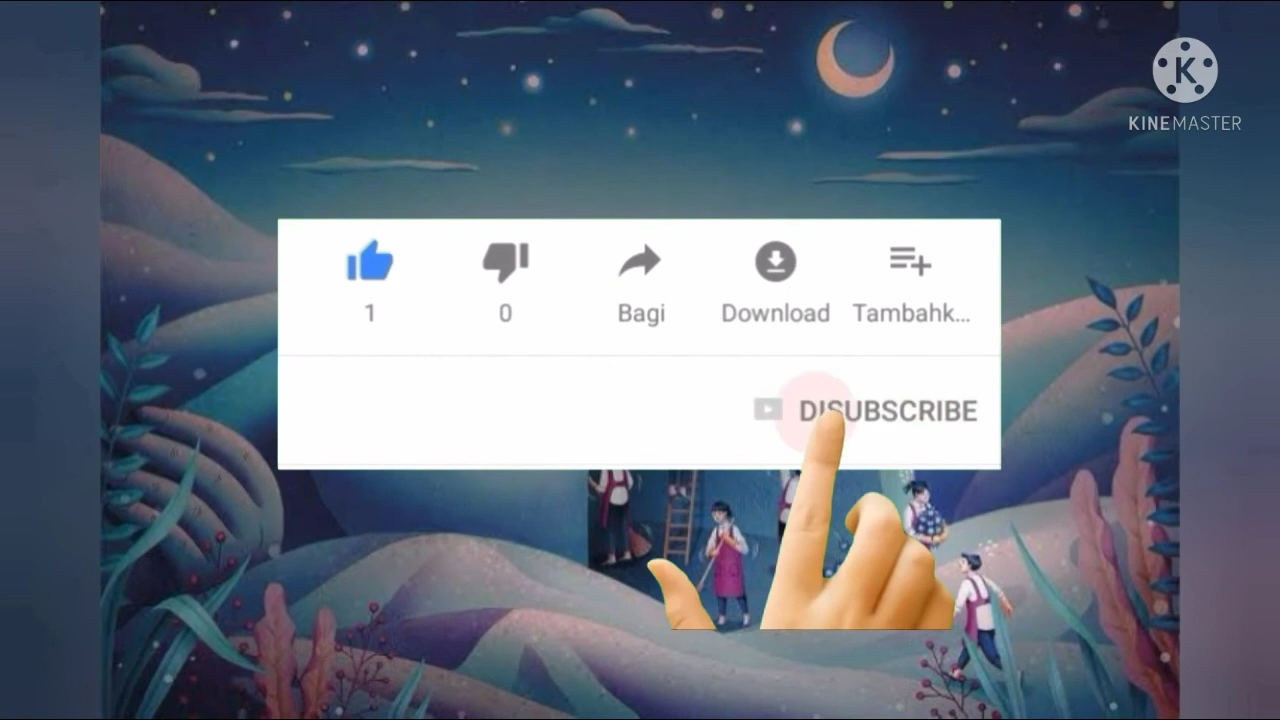 KINEMASTER
1
0
Bagi
Download
Tambahk...
DISUBSCRIBE